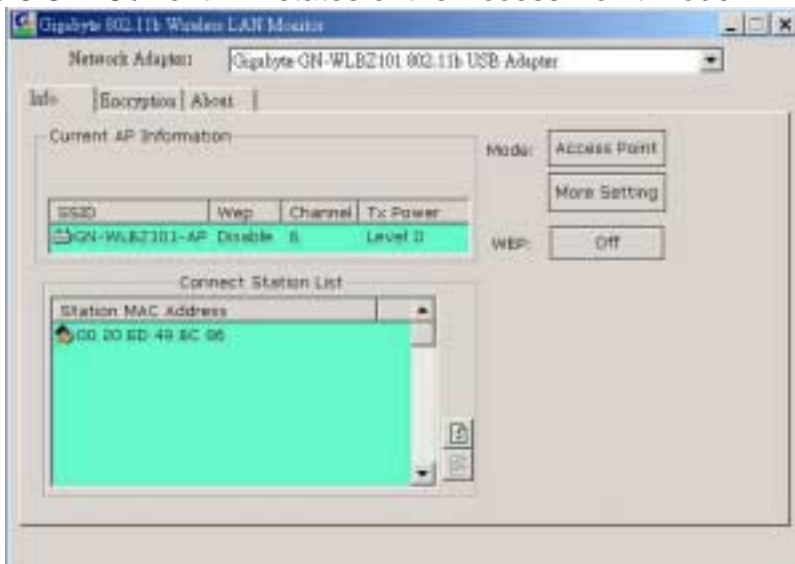 Gigabyte 802.11b Wireless LAN Monitor
Network Adapter: Gigabyte GN-WLBZ101 802.11b USB Adapter
Info Encryption About
Current AP Information
Mode: Access Point
More Setting
SSID Wep Channel Tx Power
GN-WLBZ101-AP Disable 6 Level 0
WEP: Off
Connect Station List
Station MAC Address
00 20 ED 49 BC 06